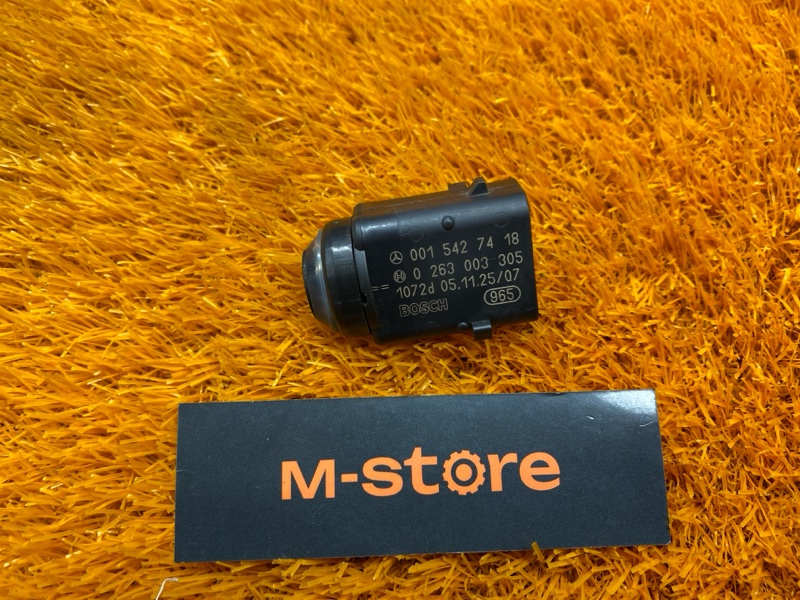 001 542 74 18
0 263 003 305
== 1072d 05.11.25/07
BOSCH 965
M-store